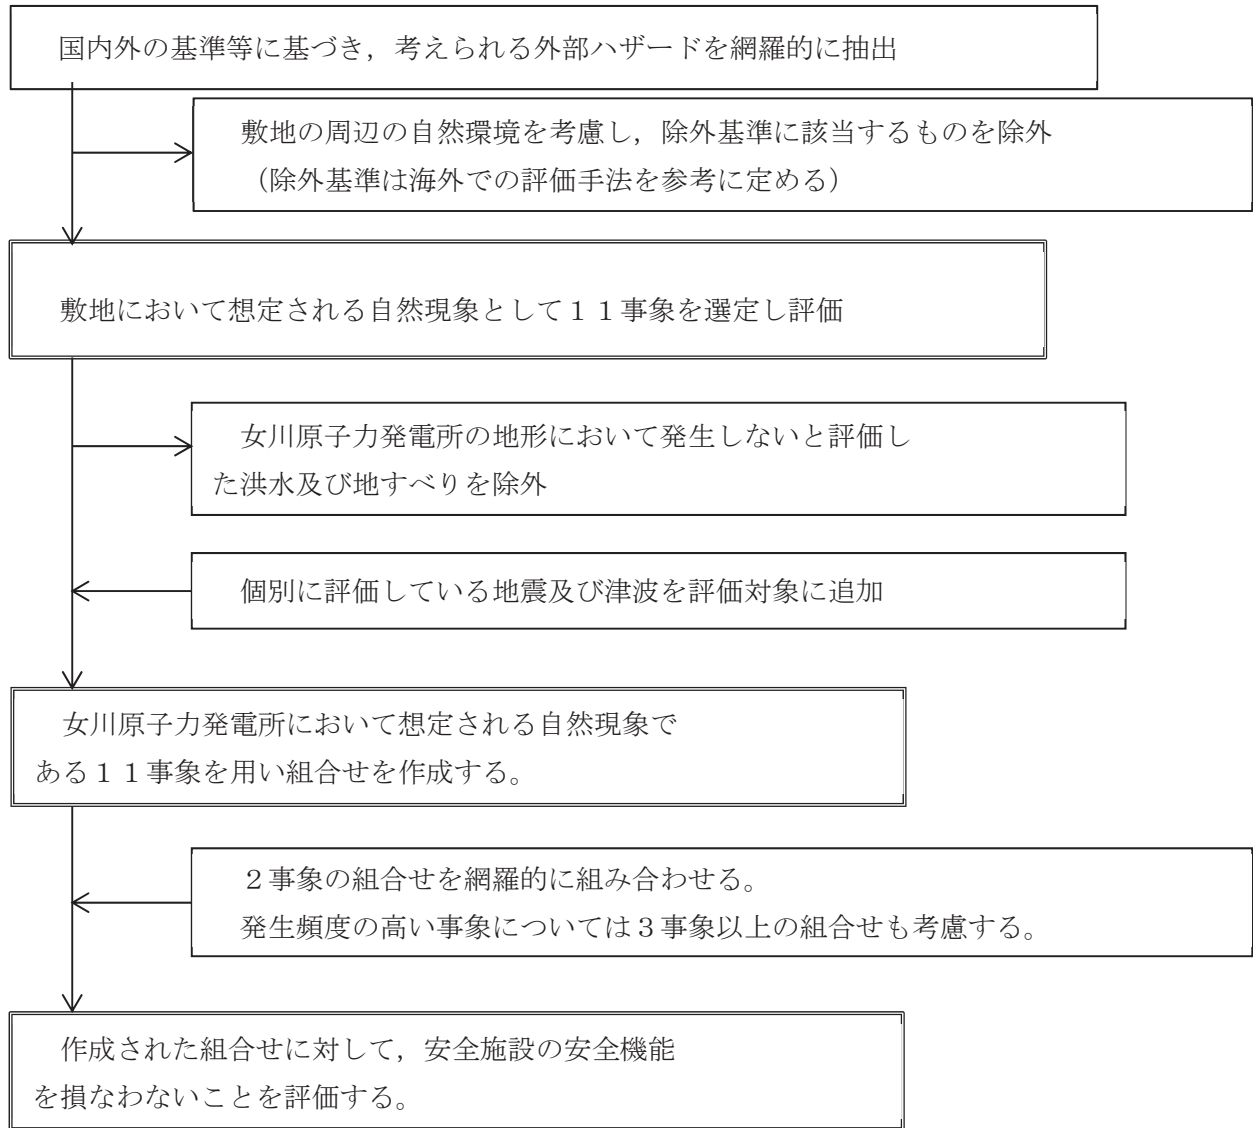 国内外の基準等に基づき，考えられる外部ハザードを網羅的に抽出
敷地の周辺の自然環境を考慮し，除外基準に該当するものを除外
（除外基準は海外での評価手法を参考に定める）
敷地において想定される自然現象として１１事象を選定し評価
女川原子力発電所の地形において発生しないと評価し
た洪水及び地すべりを除外
個別に評価している地震及び津波を評価対象に追加
女川原子力発電所において想定される自然現象で
ある１１事象を用い組合せを作成する。
２事象の組合せを網羅的に組み合わせる。
発生頻度の高い事象については３事象以上の組合せも考慮する。
作成された組合せに対して，安全施設の安全機能
を損なわないことを評価する。